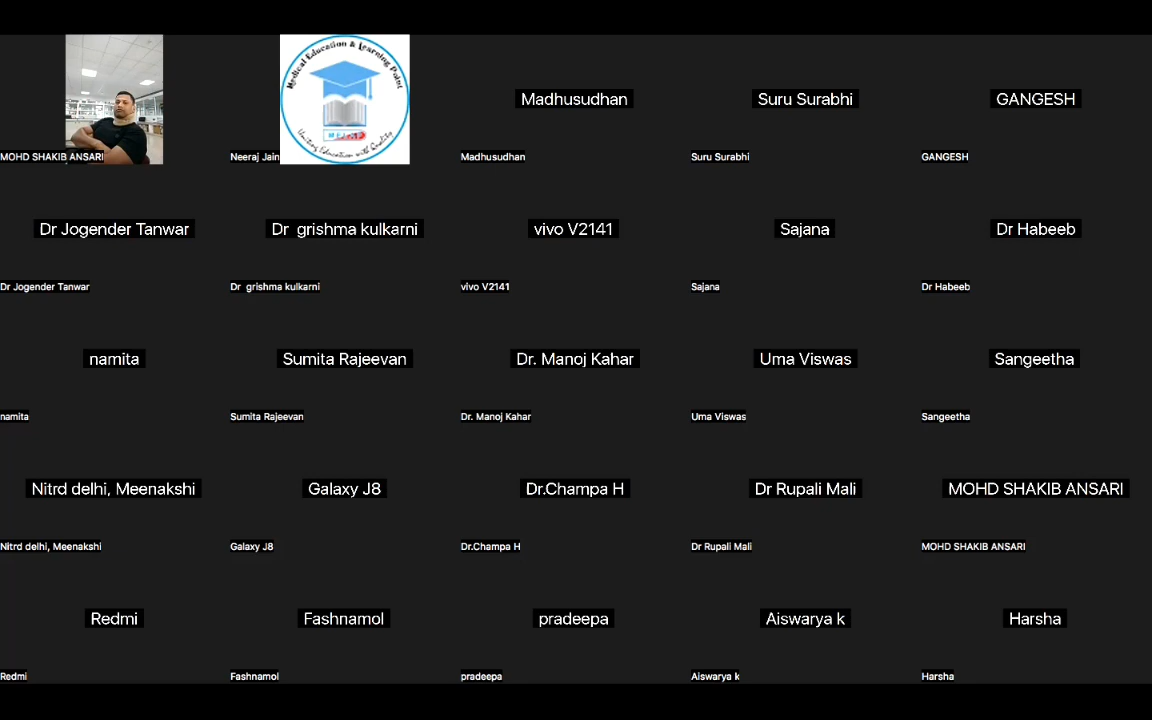 Medical Education & Learning Point
Uniting Education with Quality
MOHD SHAKIB ANSARI
Neeraj Jain
Madhusudhan
Madhusudhan
Suru Surabhi
Suru Surabhi
GANGESH
GANGESH
Dr Jogender Tanwar
Dr Jogender Tanwar
Dr grishma kulkarni
Dr grishma kulkarni
vivo V2141
vivo V2141
Sajana
Sajana
Dr Habeeb
Dr Habeeb
namita
namita
Sumita Rajeevan
Sumita Rajeevan
Dr. Manoj Kahar
Dr. Manoj Kahar
Uma Viswas
Uma Viswas
Sangeetha
Sangeetha
Nitrd delhi, Meenakshi
Nitrd delhi, Meenakshi
Galaxy J8
Galaxy J8
Dr.Champa H
Dr.Champa H
Dr Rupali Mali
Dr Rupali Mali
MOHD SHAKIB ANSARI
MOHD SHAKIB ANSARI
Redmi
Redmi
Fashnamol
Fashnamol
pradeepa
pradeepa
Aiswarya k
Aiswarya k
Harsha
Harsha